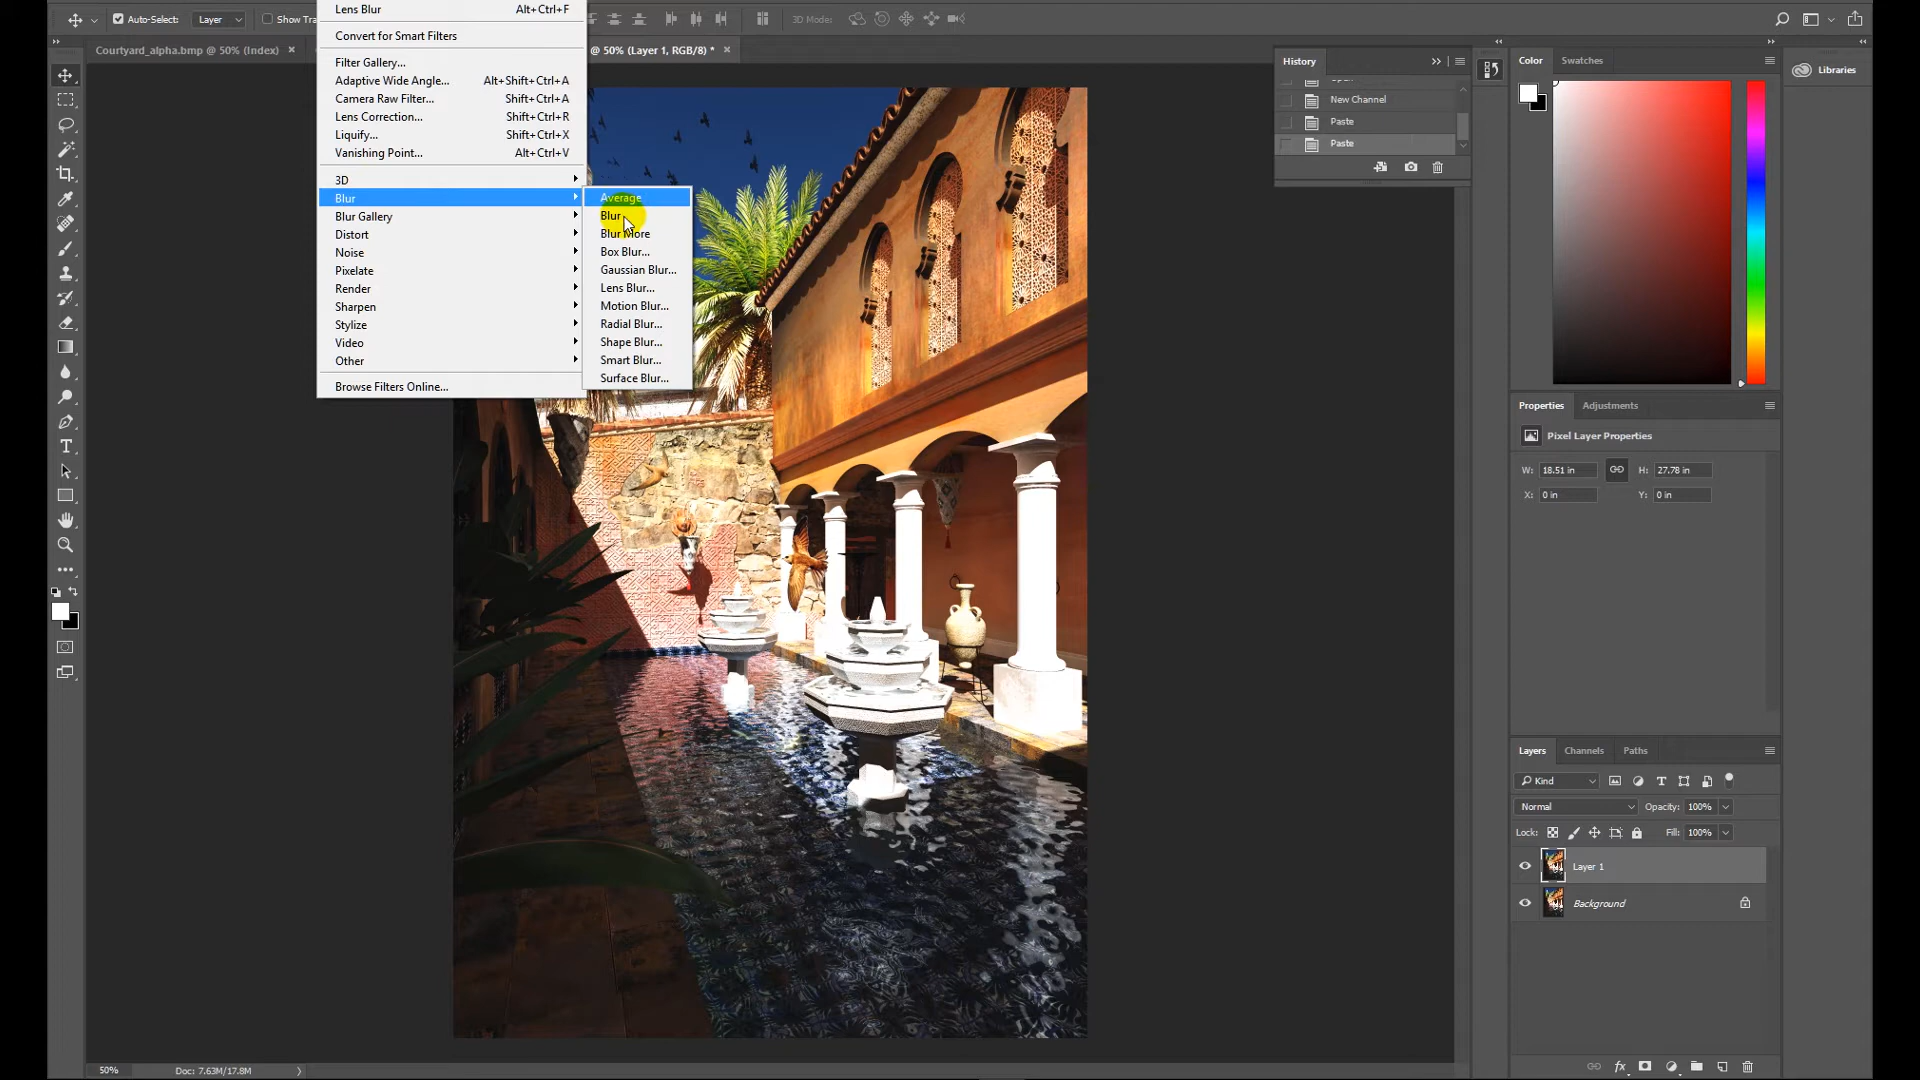 Auto-Select:
Layer
Show Tra
3D Mode:
Courtyard_alpha.bmp @ 50% (Index)
@ 50% (Layer 1, RGB/8) *
Lens Blur Alt+Ctrl+F
Convert for Smart Filters
Filter Gallery...
Adaptive Wide Angle... Alt+Shift+Ctrl+A
Camera Raw Filter... Shift+Ctrl+A
Lens Correction... Shift+Ctrl+R
Liquify... Shift+Ctrl+X
Vanishing Point... Alt+Ctrl+V
3D
Blur
Blur Gallery
Distort
Noise
Pixelate
Render
Sharpen
Stylize
Video
Other
Browse Filters Online...
Average
Blur
Blur More
Box Blur...
Gaussian Blur...
Lens Blur...
Motion Blur...
Radial Blur...
Shape Blur...
Smart Blur...
Surface Blur...
History
New Channel
Paste
Paste
Color Swatches
Libraries
Properties Adjustments
Pixel Layer Properties
W: 18.51 in H: 27.78 in
X: 0 in Y: 0 in
Layers Channels Paths
Kind
Normal Opacity: 100%
Lock: Fill: 100%
Layer 1
Background
50% Doc: 7.63M/17.8M